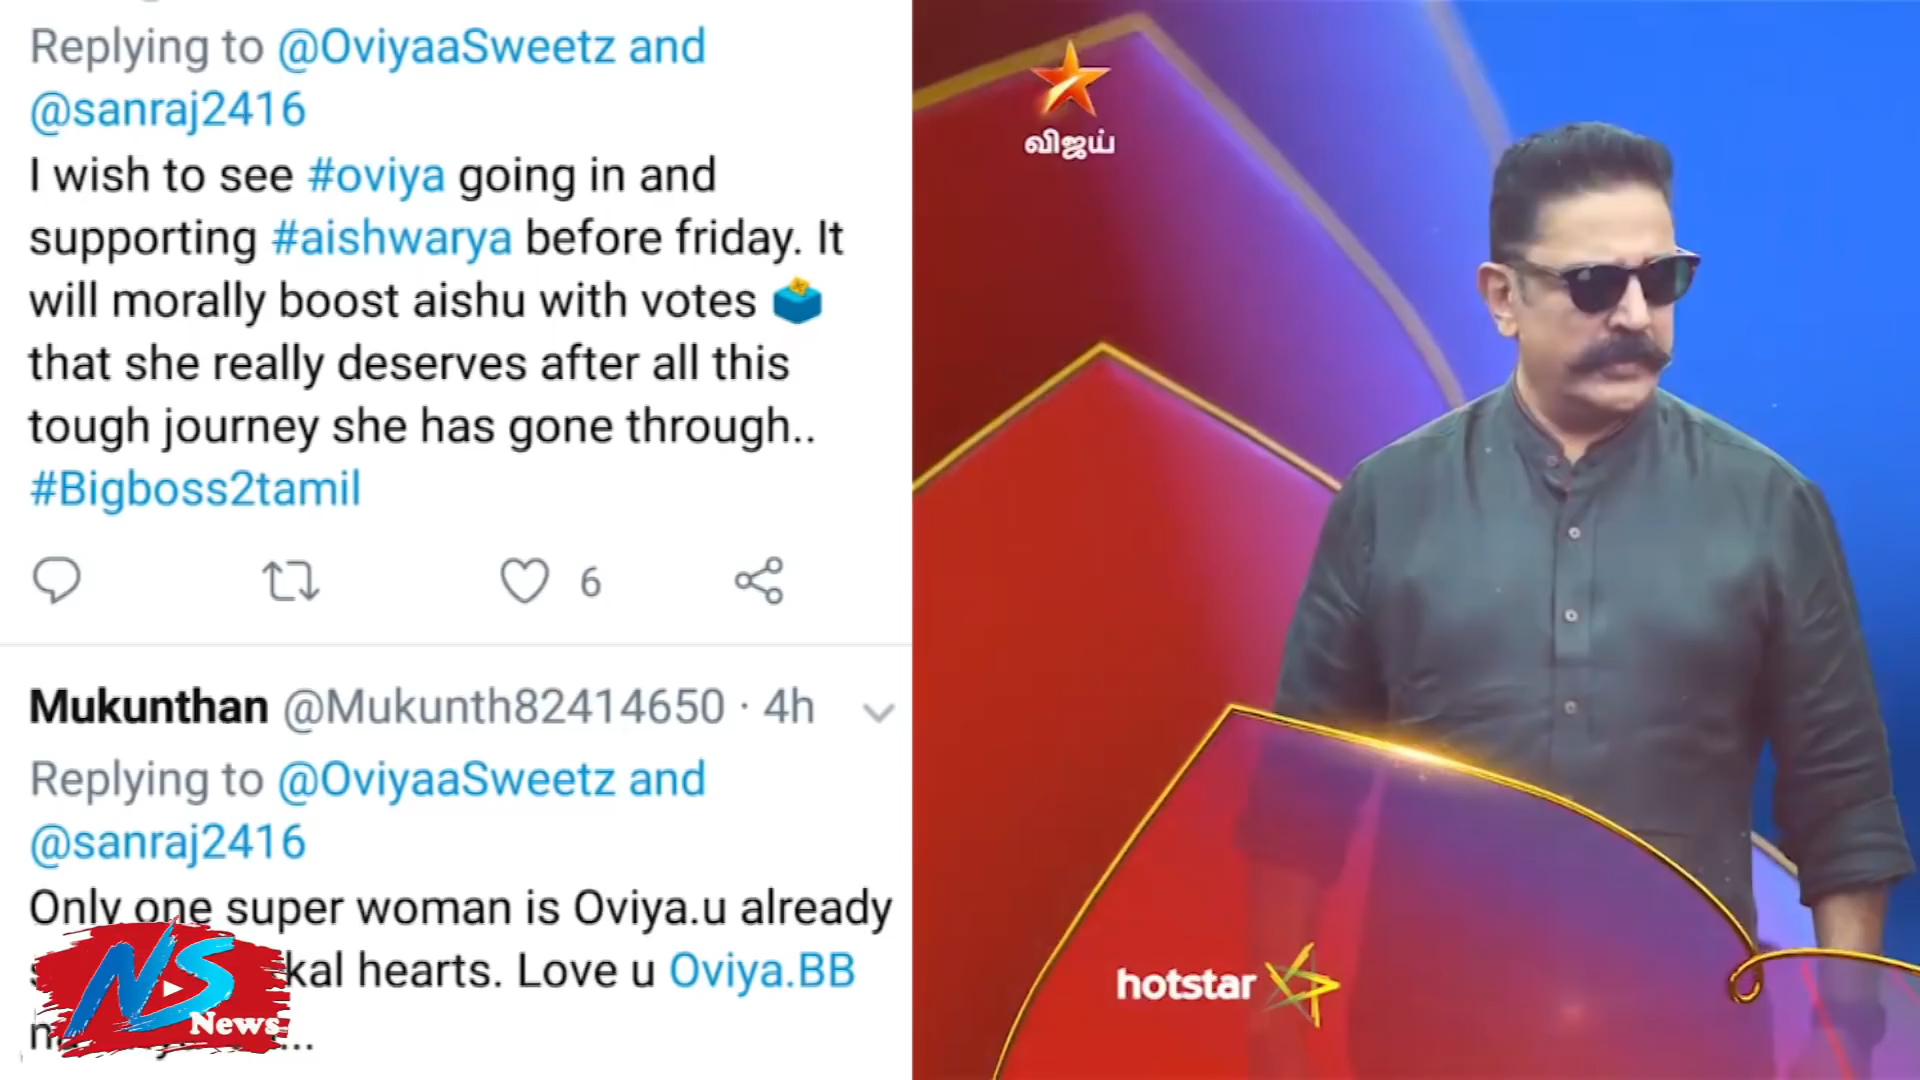 Replying to @OviyaaSweetz and
@sanraj2416
I wish to see #oviya going in and
supporting #aishwarya before friday. It
will morally boost aishu with votes
that she really deserves after all this
tough journey she has gone through..
#Bigboss2tamil
6
Mukunthan @Mukunth82414650 · 4h
Replying to @OviyaaSweetz and
@sanraj2416
Only one super woman is Oviya.u already
kal hearts. Love u Oviya.BB
...
NS
News
விஜய்
hotstar